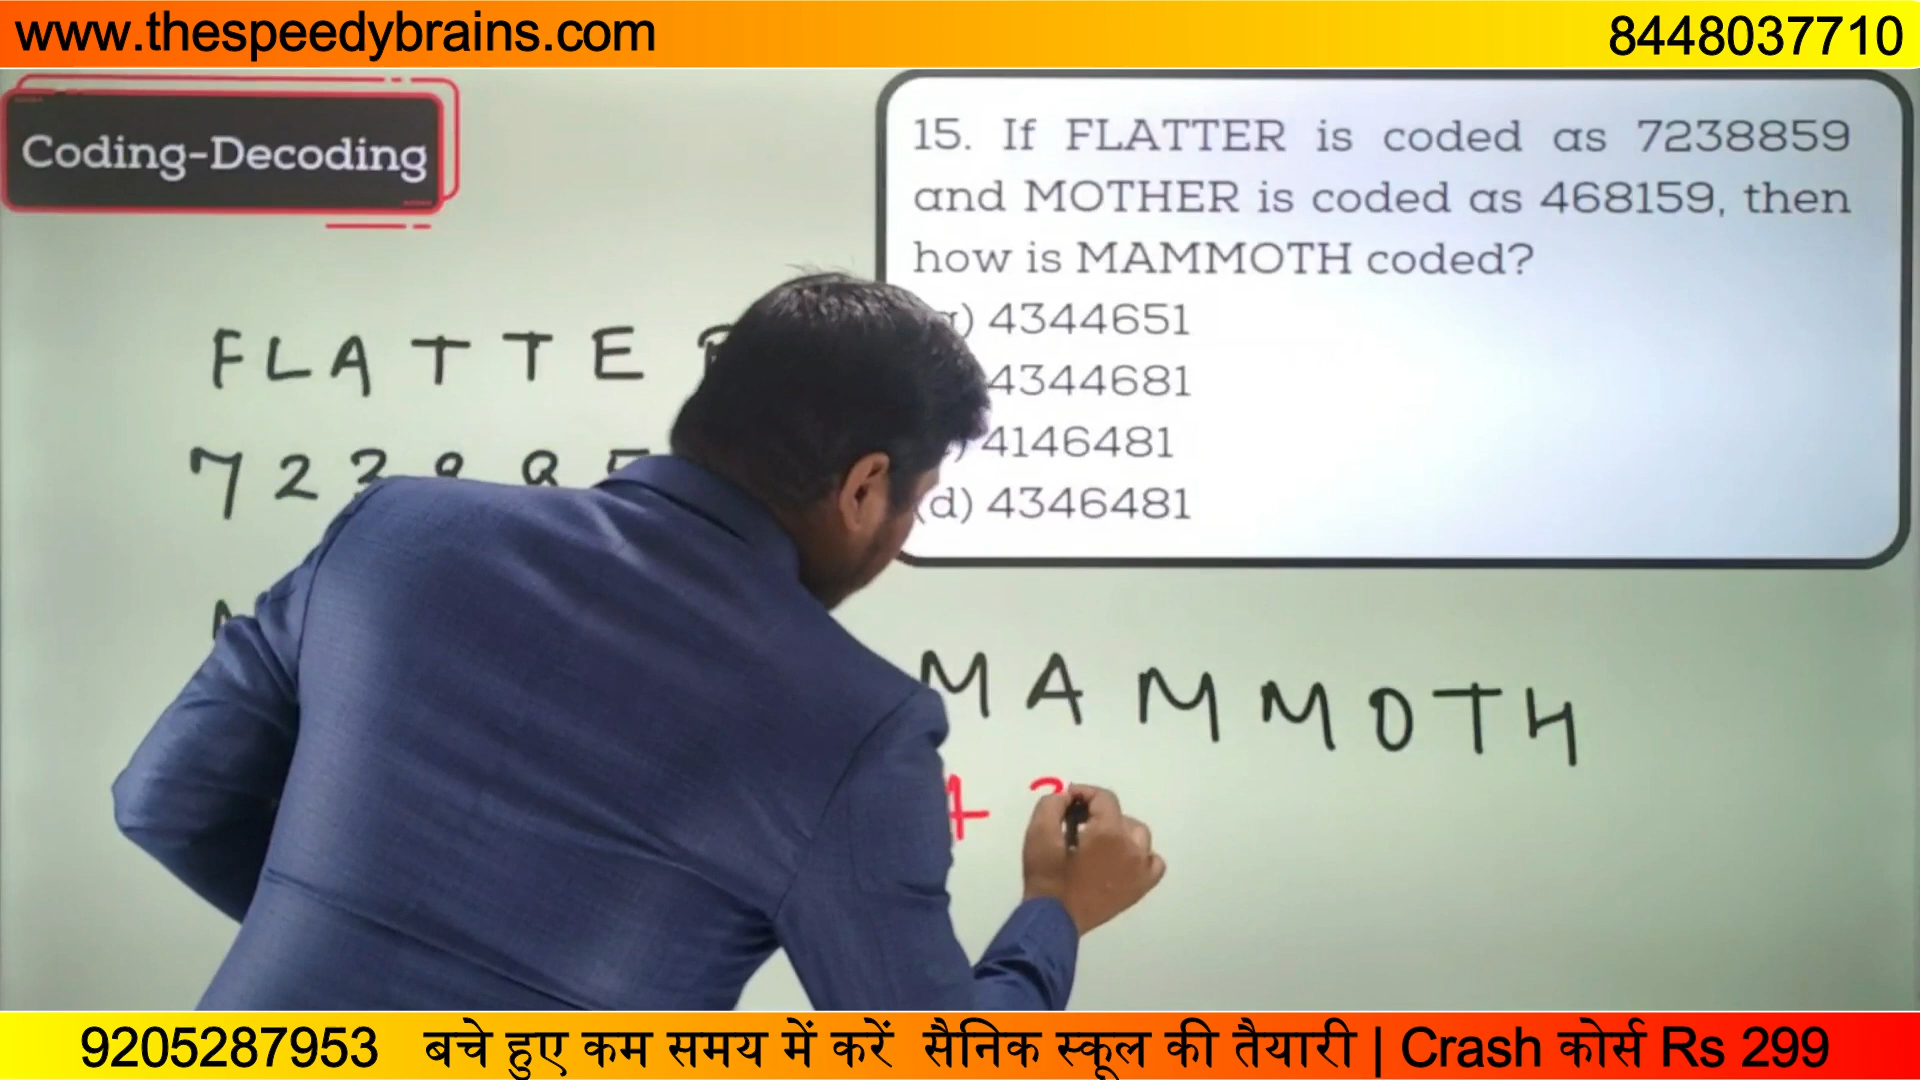 www.thespeedybrains.com
8448037710
Coding-Decoding
15. If FLATTER is coded as 7238859
and MOTHER is coded as 468159, then
how is MAMMOTH coded?
4344651
4344681
4146481
(d) 4346481
FLATTE
72
MAMMOTH
4
9205287953 बचे हुए कम समय में करें सैनिक स्कूल की तैयारी | Crash कोर्स Rs 299